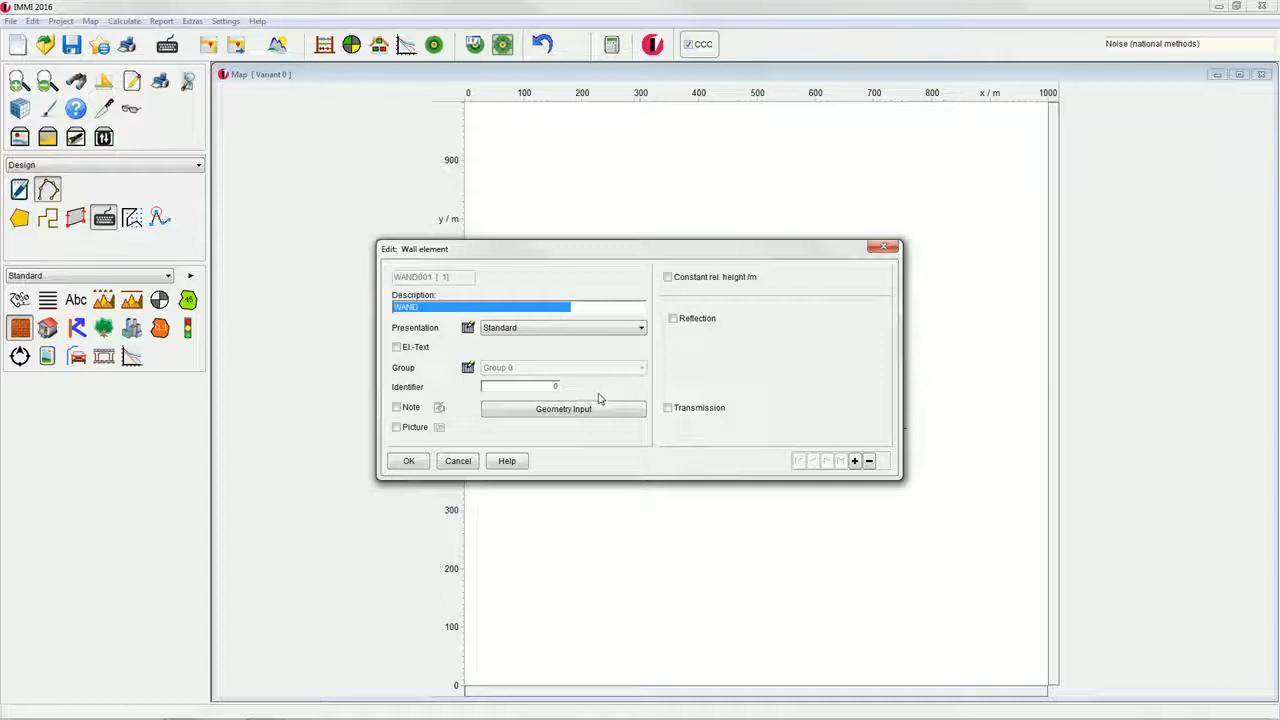 IMMI 2016
File Edit Project Map Calculate Report Extras Settings Help
CCC
Noise (national methods)
Map [ Variant 0 ]
0 100 200 300 400 500 600 700 800 x / m 1000
900
y / m
300
200
100
0
Design
Standard
Abc
45
Edit: Wall element
WAND001 [ 1]
Description:
WAND
Presentation Standard
El.-Text
Group Group 0
Identifier 0
Note Geometry Input
Picture
OK Cancel Help
Constant rel. height /m
Reflection
Transmission